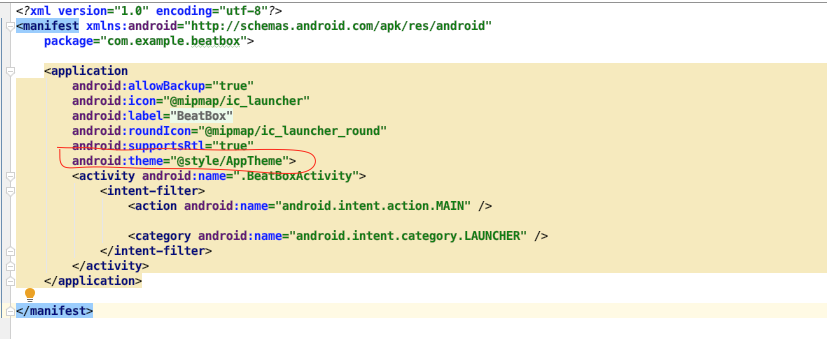 <?xml version="1.0" encoding="utf-8"?>
<manifest xmlns:android="http://schemas.android.com/apk/res/android"
package="com.example.beatbox">
<application
android:allowBackup="true"
android:icon="@mipmap/ic_launcher"
android:label="BeatBox"
android:roundIcon="@mipmap/ic_launcher_round"
android:supportsRtl="true"
android:theme="@style/AppTheme">
<activity android:name=".BeatBoxActivity">
<intent-filter>
<action android:name="android.intent.action.MAIN" />
<category android:name="android.intent.category.LAUNCHER" />
</intent-filter>
</activity>
</application>
</manifest>